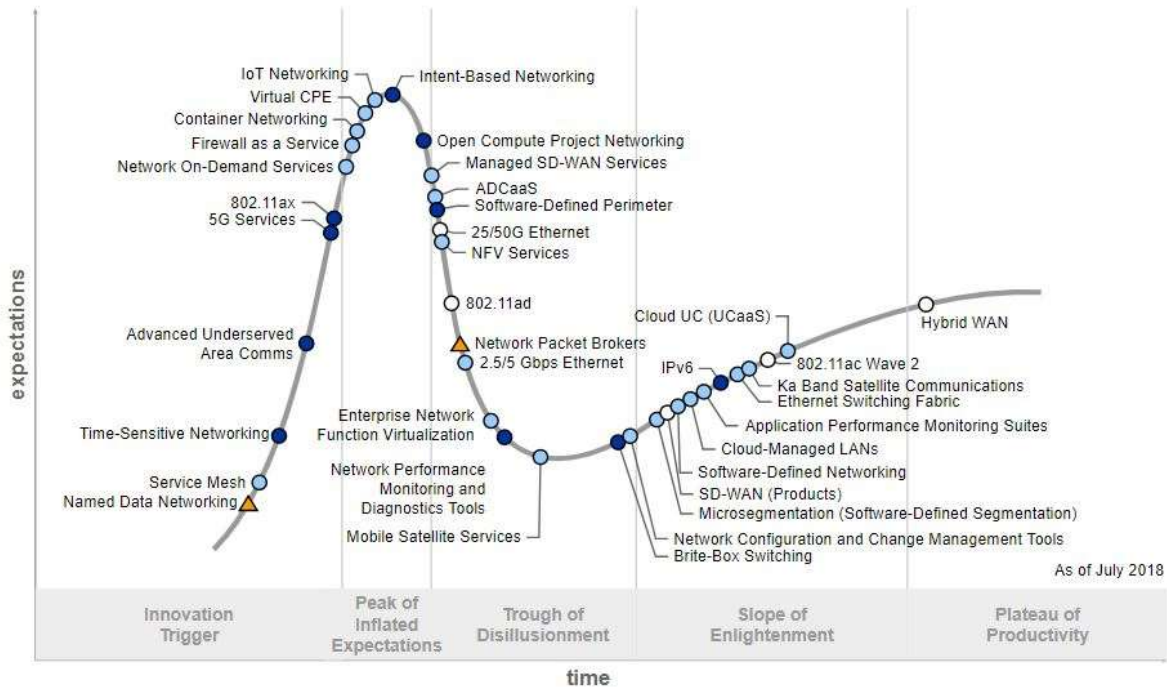 IoT Networking
Intent-Based Networking
Virtual CPE
Container Networking
Open Compute Project Networking
Firewall as a Service
Managed SD-WAN Services
Network On-Demand Services
ADCaaS
802.11ax
Software-Defined Perimeter
5G Services
25/50G Ethernet
NFV Services
expectations
802.11ad
Cloud UC (UCaaS)
Hybrid WAN
Advanced Underserved
Area Comms
Network Packet Brokers
2.5/5 Gbps Ethernet
IPv6
802.11ac Wave 2
Ka Band Satellite Communications
Ethernet Switching Fabric
Enterprise Network
Function Virtualization
Application Performance Monitoring Suites
Time-Sensitive Networking
Cloud-Managed LANs
Network Performance
Monitoring and
Diagnostics Tools
Software-Defined Networking
Service Mesh
SD-WAN (Products)
Named Data Networking
Microsegmentation (Software-Defined Segmentation)
Mobile Satellite Services
Network Configuration and Change Management Tools
Brite-Box Switching
As of July 2018
Innovation
Trigger
Peak of
Inflated
Expectations
Trough of
Disillusionment
Slope of
Enlightenment
Plateau of
Productivity
time